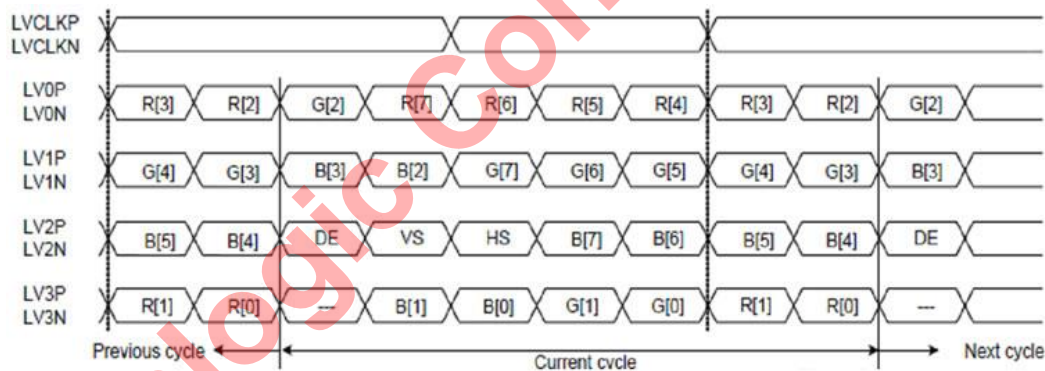 LVCLKP
LVCLKN
LV0P
LV0N
R[3] R[2] G[2] R[7] R[6] R[5] R[4] R[3] R[2] G[2]
LV1P
LV1N
G[4] G[3] B[3] B[2] G[7] G[6] G[5] G[4] G[3] B[3]
LV2P
LV2N
B[5] B[4] DE VS HS B[7] B[6] B[5] B[4] DE
LV3P
LV3N
R[1] R[0] --- B[1] B[0] G[1] G[0] R[1] R[0] ---
Previous cycle Current cycle Next cycle
ologic Con